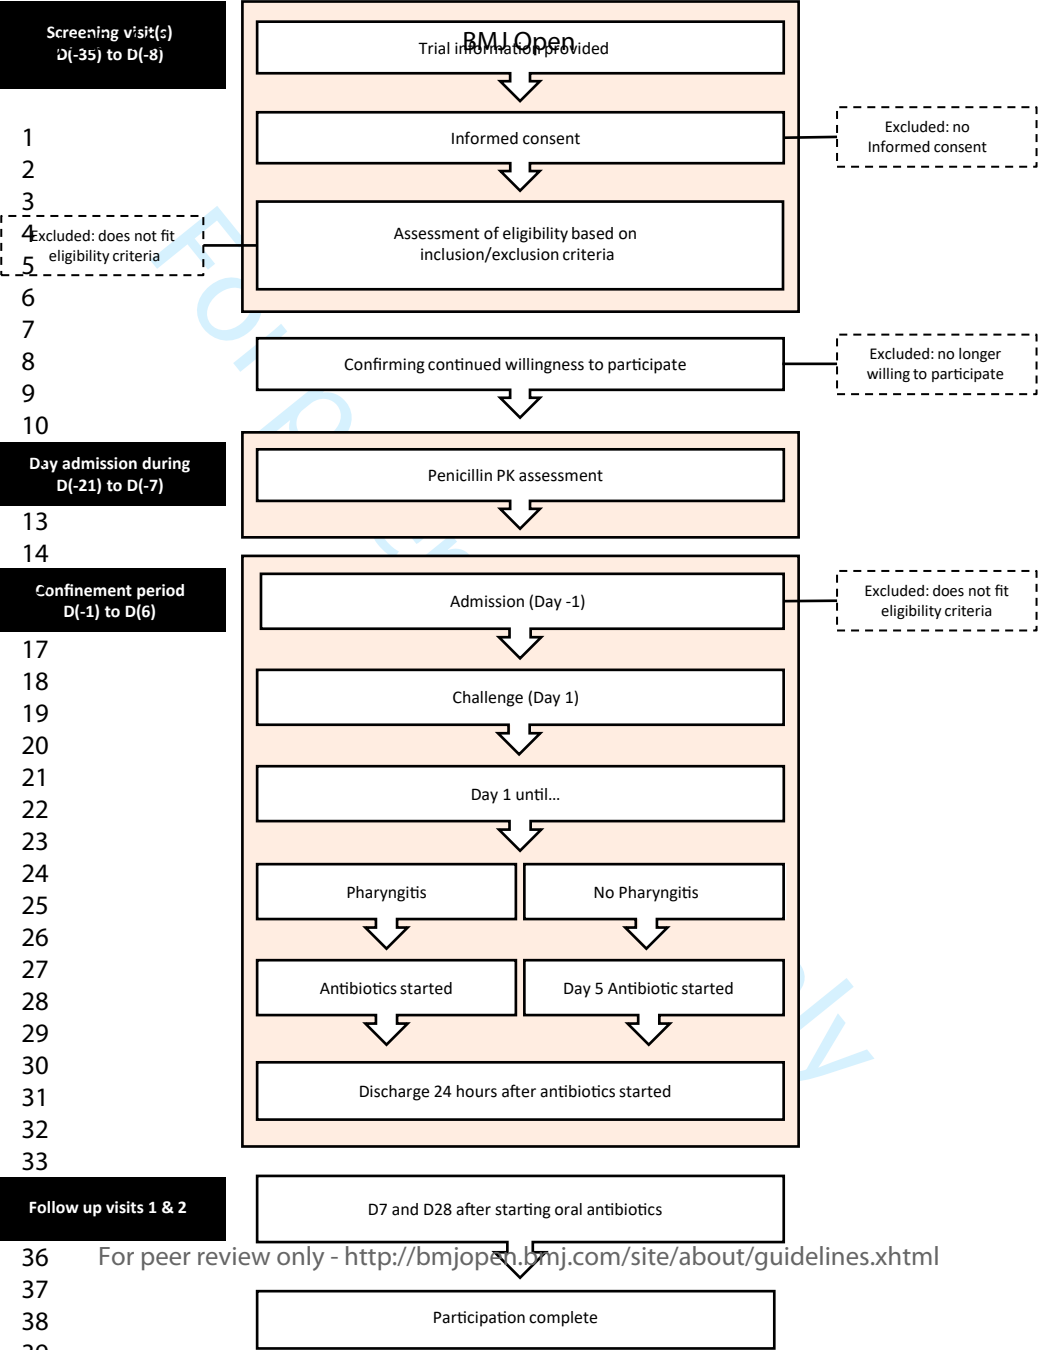 Screening visit(s)
D(-35) to D(-8)
BMJ Open
Trial information provided
1
Informed consent
Excluded: no
Informed consent
2
3
4
Excluded: does not fit
eligibility criteria
5
Assessment of eligibility based on
inclusion/exclusion criteria
6
7
8
Confirming continued willingness to participate
Excluded: no longer
willing to participate
9
10
Day admission during
D(-21) to D(-7)
Penicillin PK assessment
13
14
Confinement period
D(-1) to D(6)
Admission (Day -1)
Excluded: does not fit
eligibility criteria
17
18
Challenge (Day 1)
19
20
21
Day 1 until...
22
23
24
Pharyngitis
No Pharyngitis
25
26
27
Antibiotics started
Day 5 Antibiotic started
28
29
30
Discharge 24 hours after antibiotics started
31
32
33
Follow up visits 1 & 2
D7 and D28 after starting oral antibiotics
36
For peer review only - http://bmjopen.bmj.com/site/about/guidelines.xhtml
37
38
Participation complete